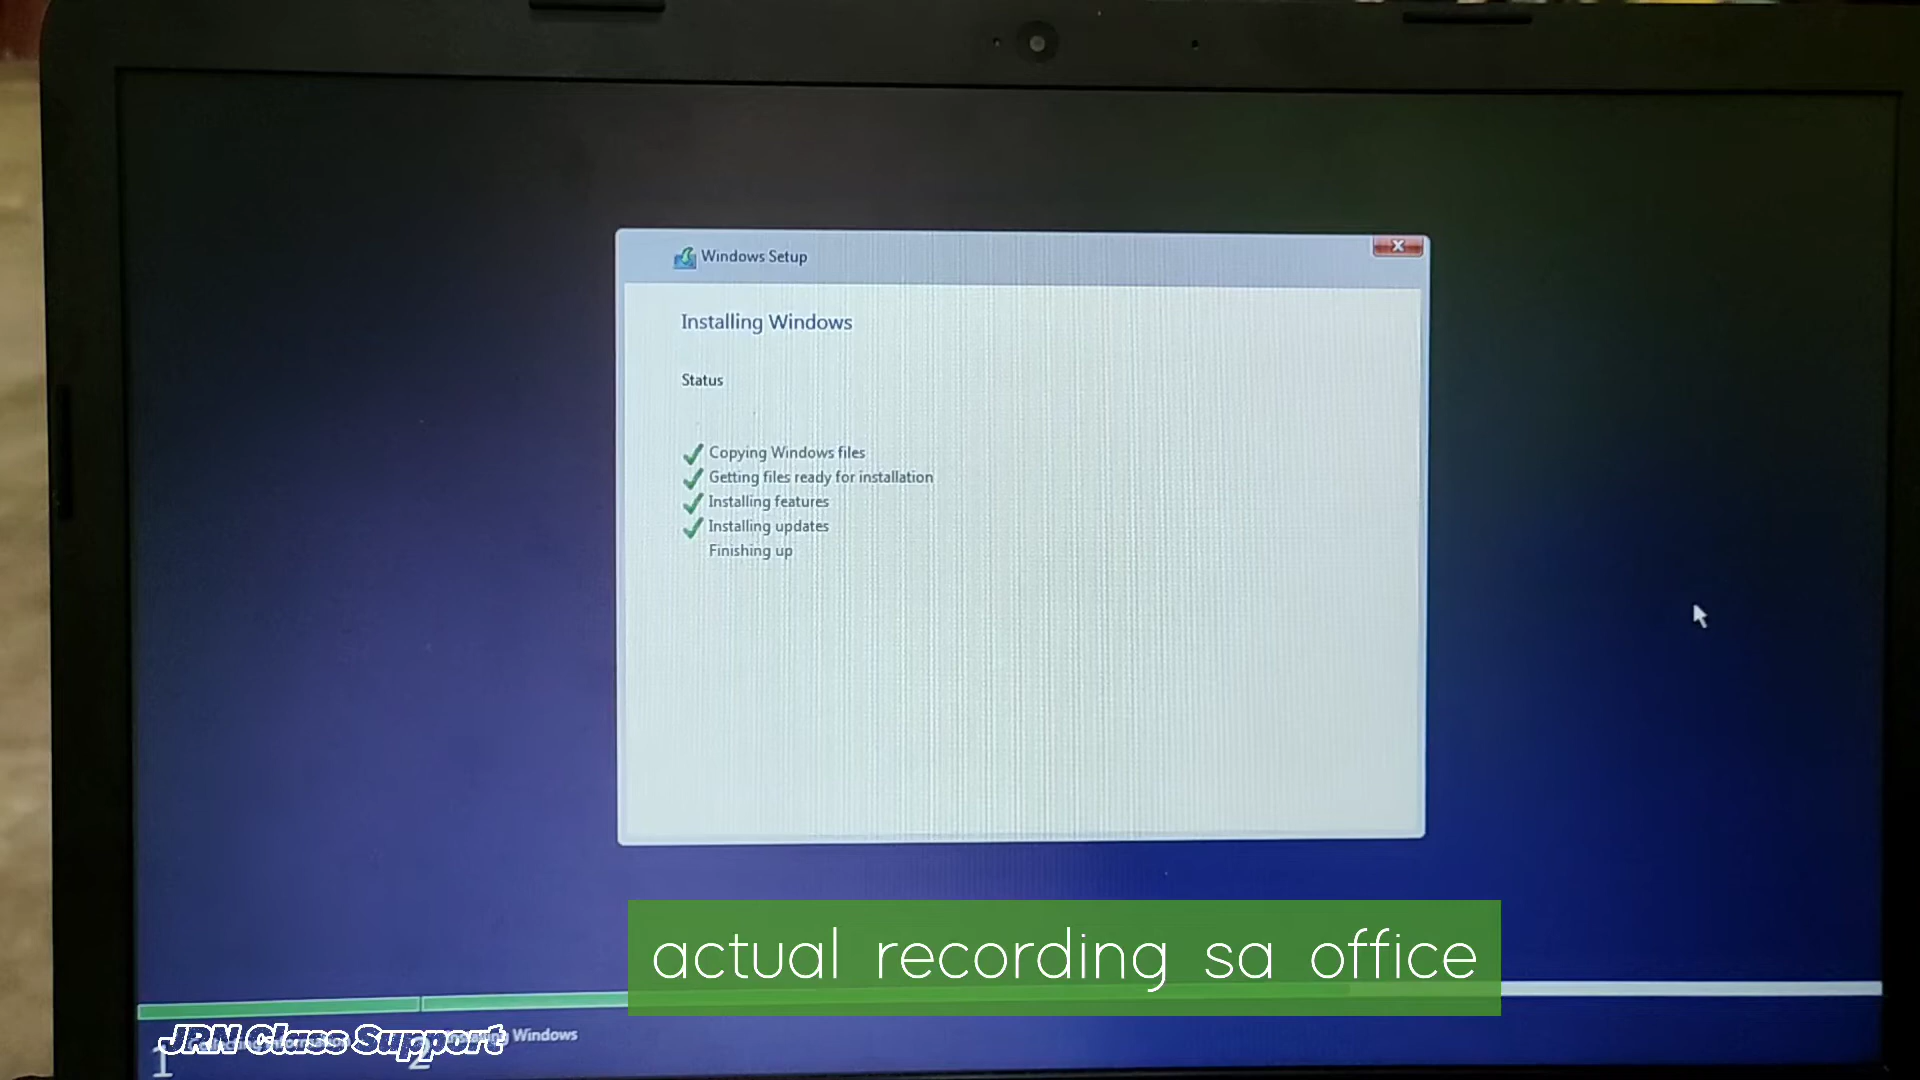 Windows Setup
Installing Windows
Status
Copying Windows files
Getting files ready for installation
Installing features
Installing updates
Finishing up
actual recording sa office
JRN Class Support
1
2
Windows